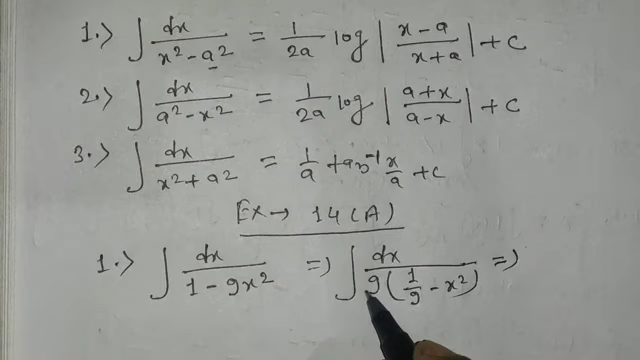 1.> ∫ dx / (x² - a²) = 1/2a log | (x - a) / (x + a) | + c
2.> ∫ dx / (a² - x²) = 1/2a log | (a + x) / (a - x) | + c
3.> ∫ dx / (x² + a²) = 1/a tan⁻¹ x/a + c
Ex → 14 (A)
1.> ∫ dx / (1 - 9x²) => ∫ dx / 9(1/9 - x²) =>